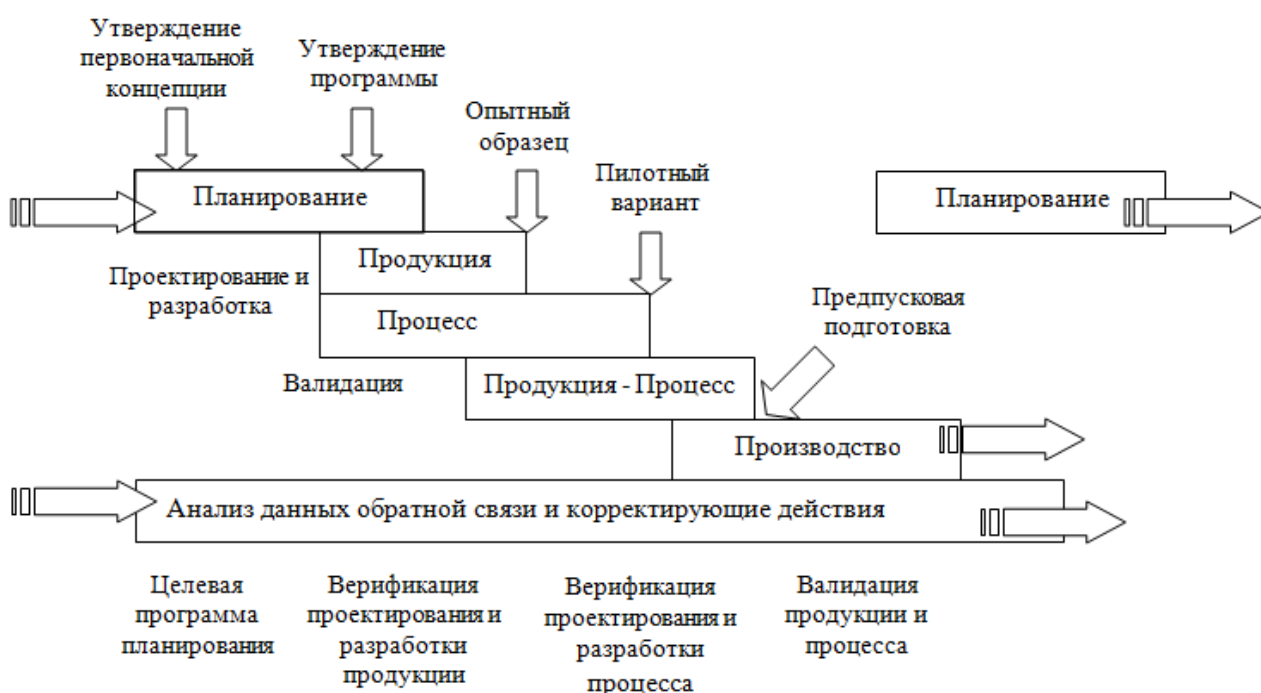 Утверждение
первоначальной
концепции
Утверждение
программы
Опытный
образец
Пилотный
вариант
Планирование
Планирование
Продукция
Проектирование и
разработка
Процесс
Предпусковая
подготовка
Валидация
Продукция - Процесс
Производство
Анализ данных обратной связи и корректирующие действия
Целевая
программа
планирования
Верификация
проектирования и
разработки
продукции
Верификация
проектирования и
разработки
процесса
Валидация
продукции и
процесса